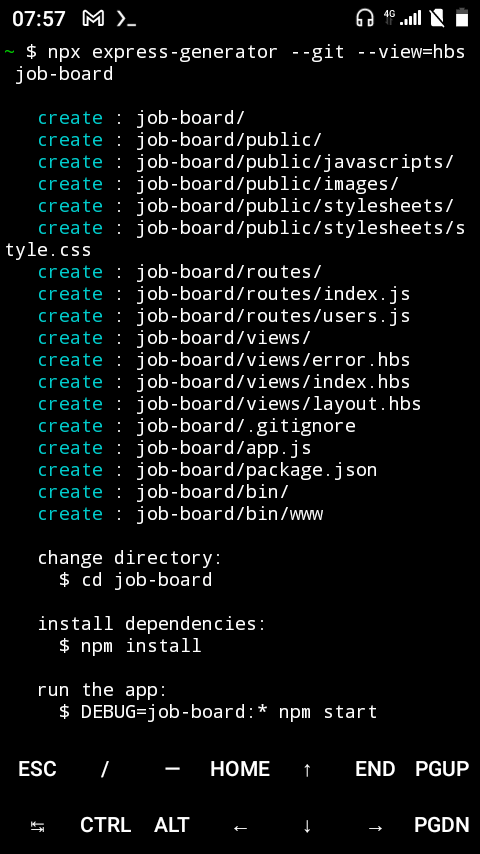 07:57 4G
~ $ npx express-generator --git --view=hbs
job-board
create : job-board/
create : job-board/public/
create : job-board/public/javascripts/
create : job-board/public/images/
create : job-board/public/stylesheets/
create : job-board/public/stylesheets/s
tyle.css
create : job-board/routes/
create : job-board/routes/index.js
create : job-board/routes/users.js
create : job-board/views/
create : job-board/views/error.hbs
create : job-board/views/index.hbs
create : job-board/views/layout.hbs
create : job-board/.gitignore
create : job-board/app.js
create : job-board/package.json
create : job-board/bin/
create : job-board/bin/www
change directory:
$ cd job-board
install dependencies:
$ npm install
run the app:
$ DEBUG=job-board:* npm start
ESC / — HOME ↑ END PGUP
↹ CTRL ALT ← ↓ → PGDN